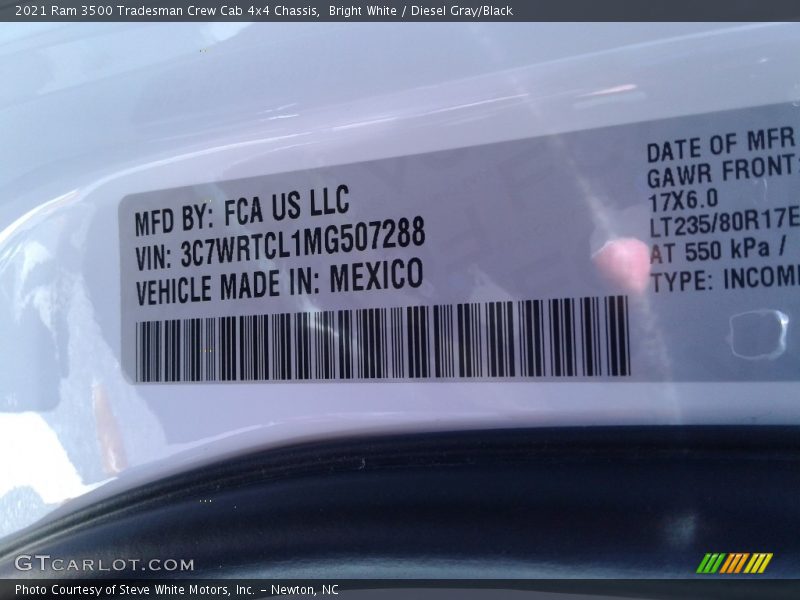 2021 Ram 3500 Tradesman Crew Cab 4x4 Chassis, Bright White / Diesel Gray/Black
MFD BY: FCA US LLC
VIN: 3C7WRTCL1MG507288
VEHICLE MADE IN: MEXICO
DATE OF MFR
GAWR FRONT:
17X6.0
LT235/80R17E
AT 550 kPa /
TYPE: INCOM
GTCARLOT.COM
Photo Courtesy of Steve White Motors, Inc. – Newton, NC